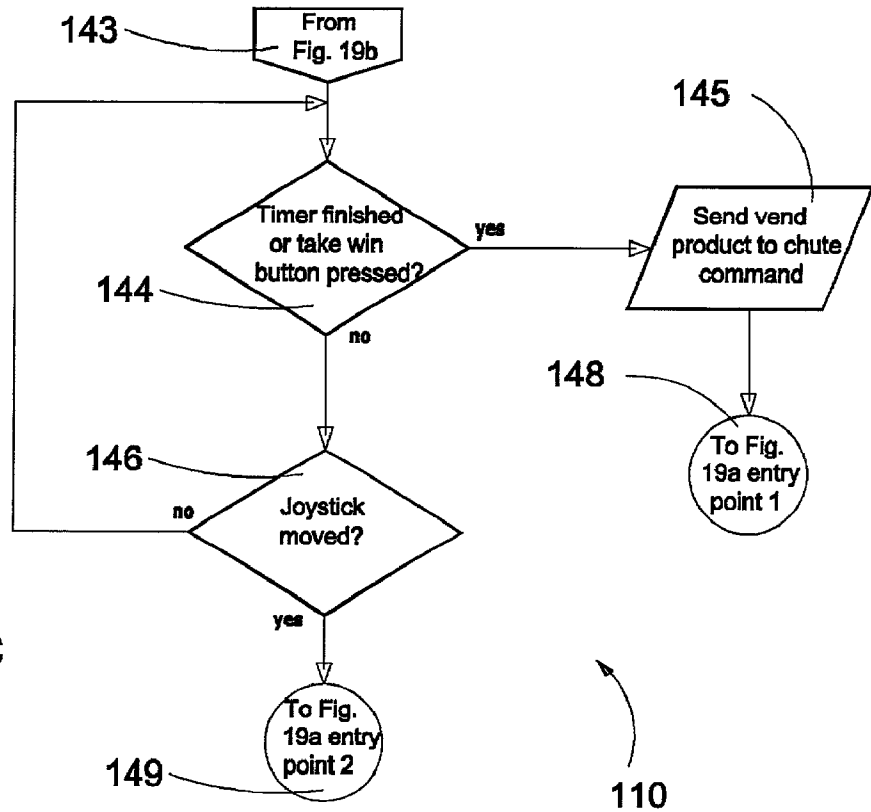 143
From
Fig. 19b
145
Timer finished
or take win
button pressed?
yes
Send vend
product to chute
command
144
no
148
To Fig.
19a entry
point 1
146
no
Joystick
moved?
yes
To Fig.
19a entry
point 2
149
110